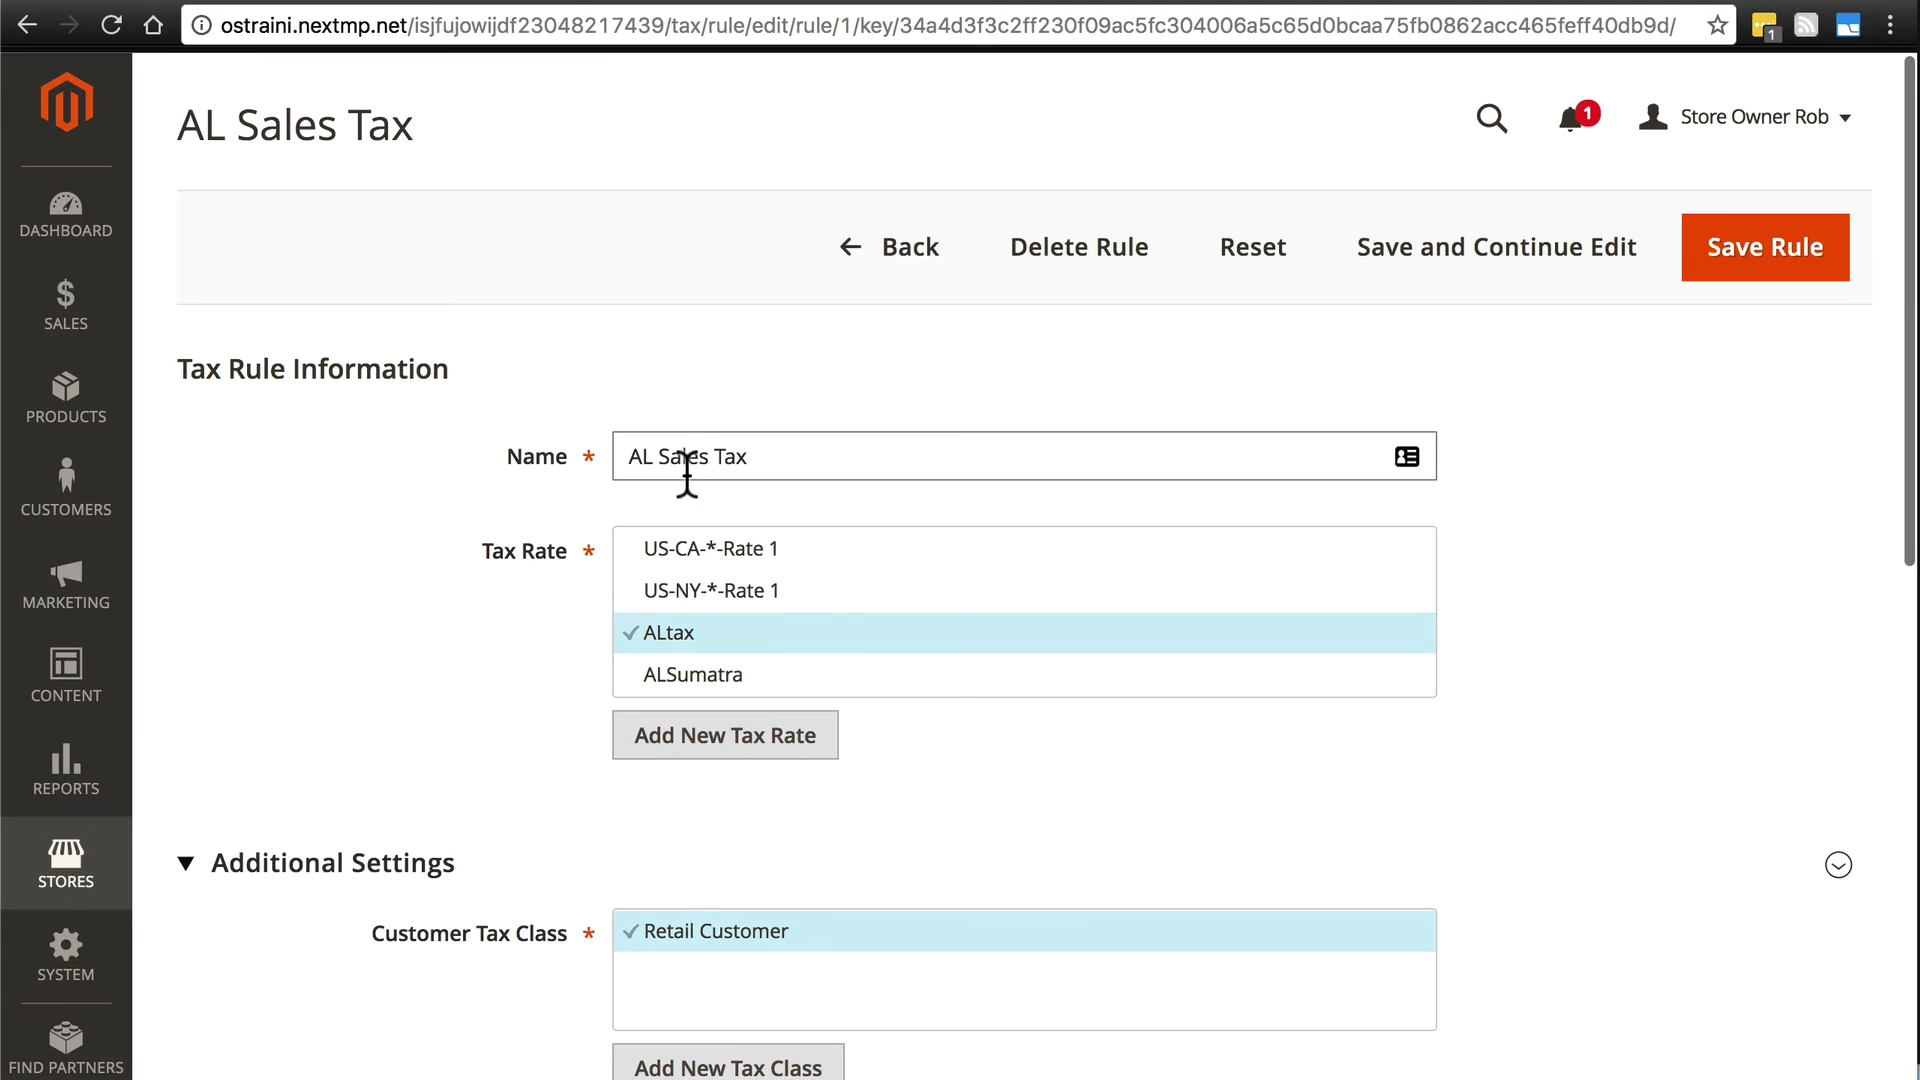 ostraini.nextmp.net/isjfujowijdf23048217439/tax/rule/edit/rule/1/key/34a4d3f3c2ff230f09ac5fc304006a5c65d0bcaa75fb0862acc465feff40db9d/
1
AL Sales Tax
1
Store Owner Rob
Back
Delete Rule
Reset
Save and Continue Edit
Save Rule
DASHBOARD
SALES
PRODUCTS
CUSTOMERS
MARKETING
CONTENT
REPORTS
STORES
SYSTEM
FIND PARTNERS
Tax Rule Information
Name *
AL Sales Tax
Tax Rate *
US-CA-*-Rate 1
US-NY-*-Rate 1
ALtax
ALSumatra
Add New Tax Rate
Additional Settings
Customer Tax Class *
Retail Customer
Add New Tax Class